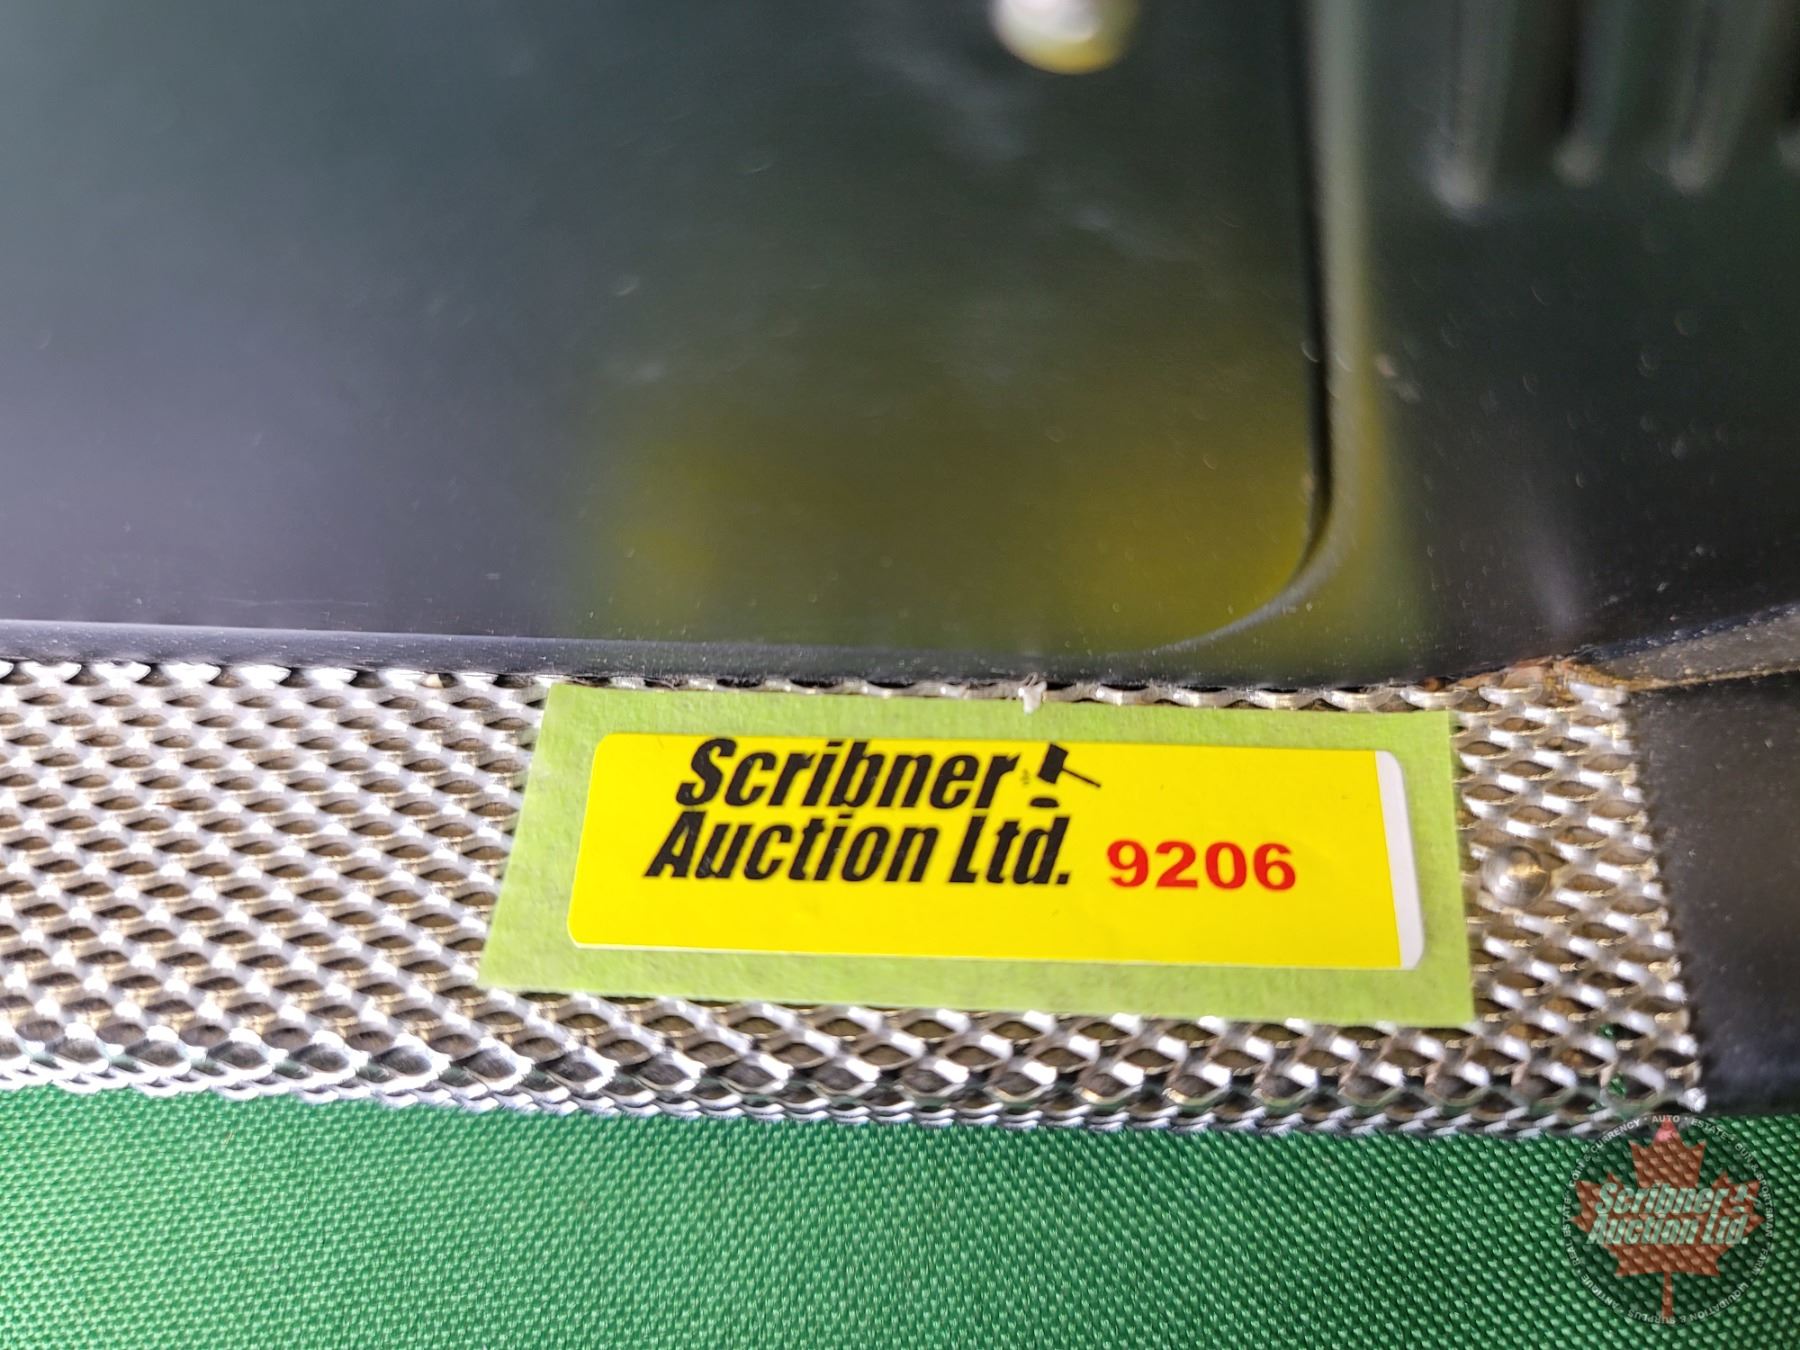 Scribner
Auction Ltd. 9206
Scribner
Auction Ltd.